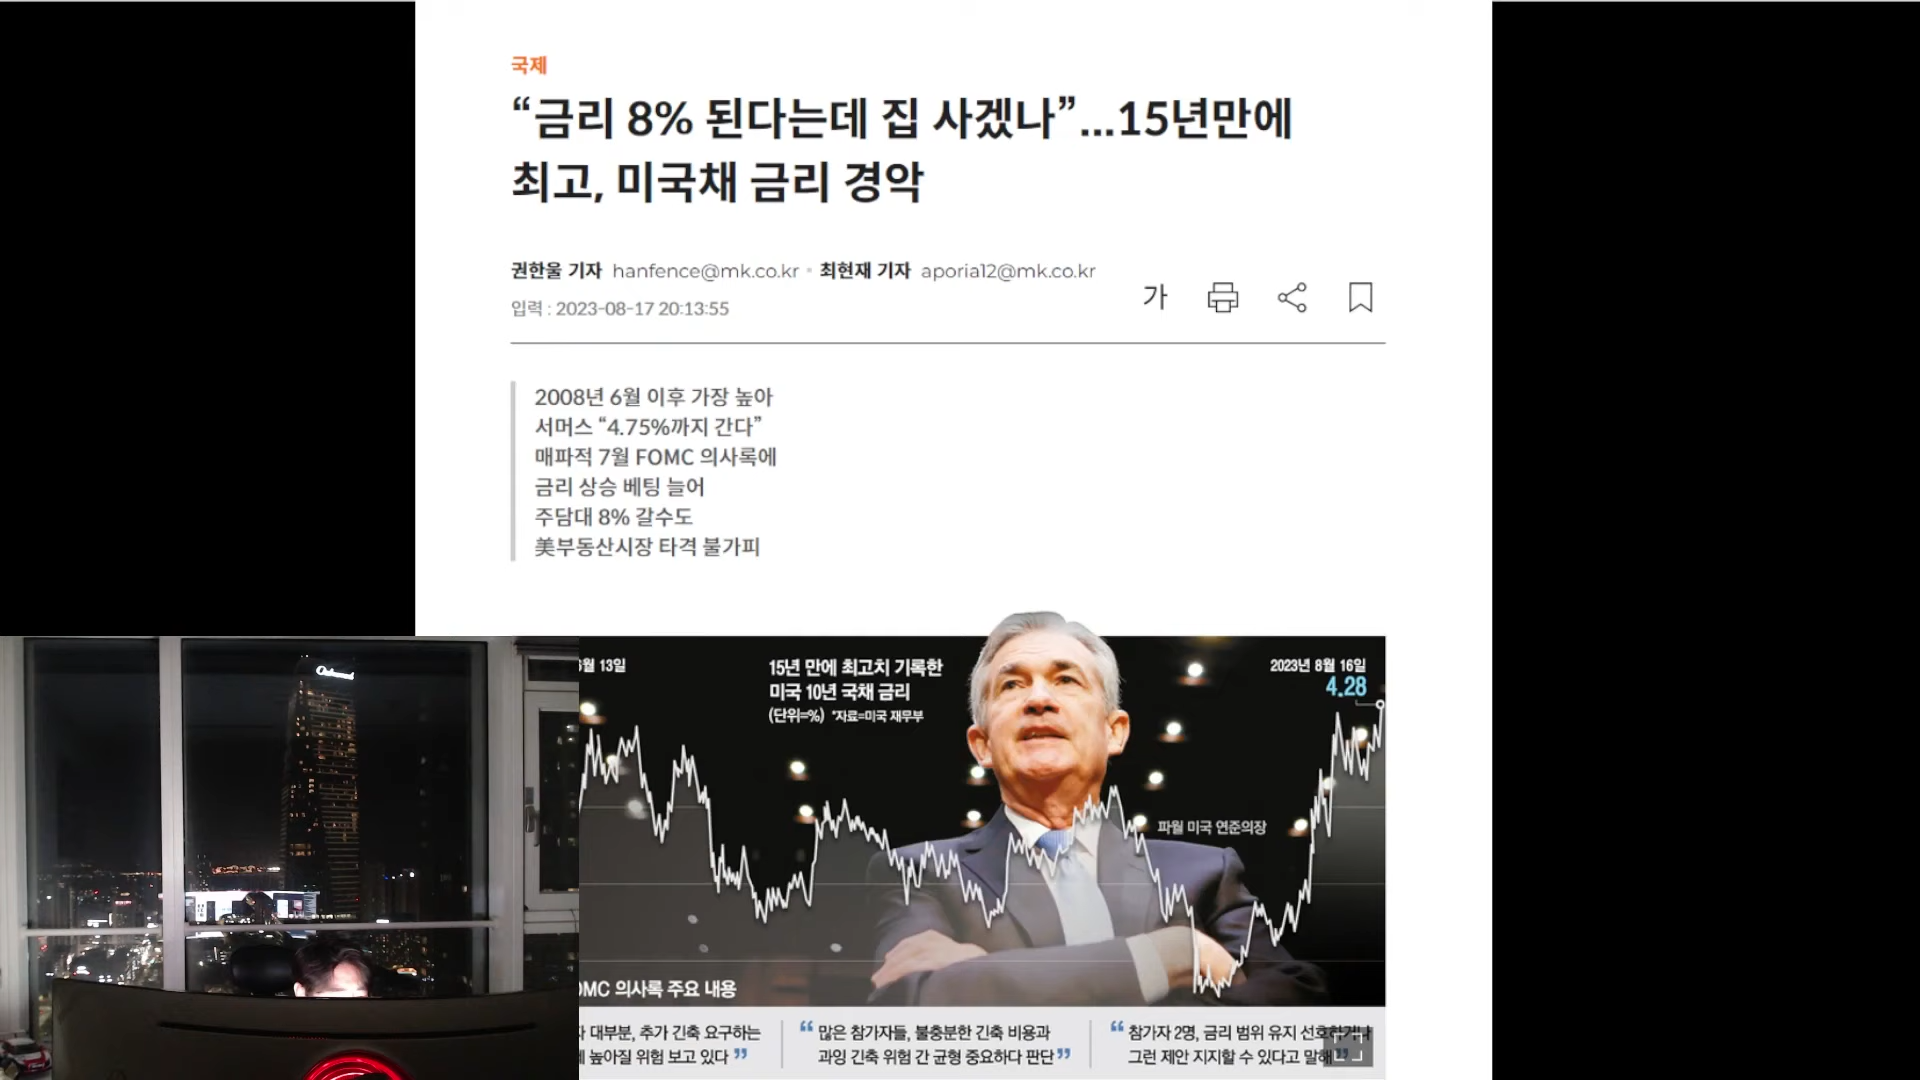 국제
“금리 8% 된다는데 집 사겠나”...15년만에
최고, 미국채 금리 경악
권한울 기자 hanfence@mk.co.kr • 최현재 기자 aporia12@mk.co.kr
입력 : 2023-08-17 20:13:55
가
2008년 6월 이후 가장 높아
서머스 “4.75%까지 간다”
매파적 7월 FOMC 의사록에
금리 상승 베팅 늘어
주담대 8% 갈수도
美부동산시장 타격 불가피
13일
15년 만에 최고치 기록한
미국 10년 국채 금리
(단위=%) *자료=미국 재무부
2023년 8월 16일
4.28
파월 미국 연준의장
Oakwood
OMC 의사록 주요 내용
대부분, 추가 긴축 요구하는
높아질 위험 보고 있다 ”
“ 많은 참가자들, 불충분한 긴축 비용과
과잉 긴축 위험 간 균형 중요하다 판단 ”
“ 참가자 2명, 금리 범위 유지 선호하거나
그런 제안 지지할 수 있다고 말해 ”